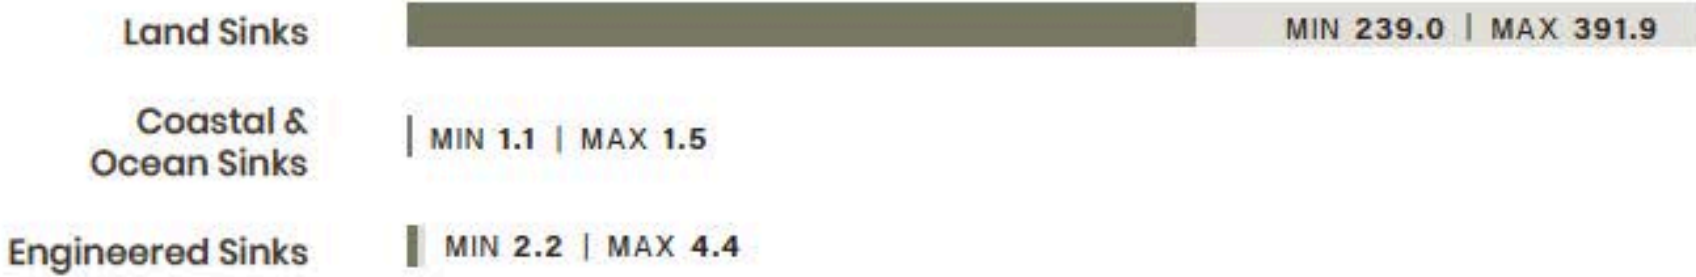 Land Sinks MIN 239.0 | MAX 391.9
Coastal &
Ocean Sinks
MIN 1.1 | MAX 1.5
Engineered Sinks MIN 2.2 | MAX 4.4